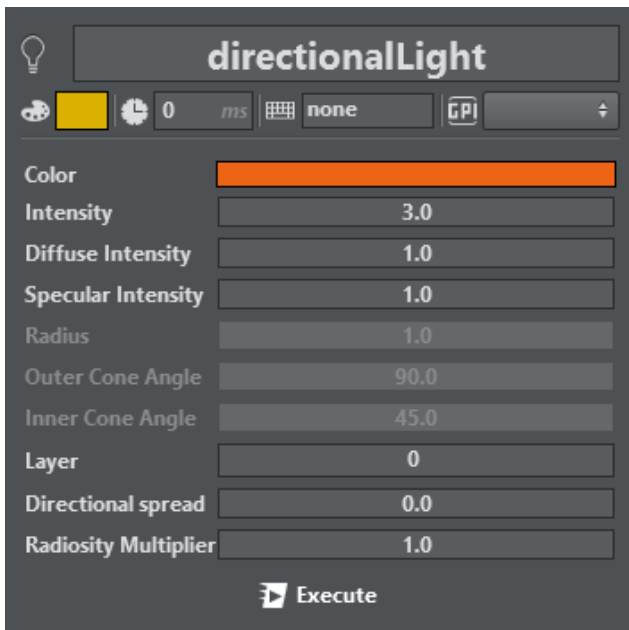 directionalLight
0 ms none GPI
Color
Intensity 3.0
Diffuse Intensity 1.0
Specular Intensity 1.0
Radius 1.0
Outer Cone Angle 90.0
Inner Cone Angle 45.0
Layer 0
Directional spread 0.0
Radiosity Multiplier 1.0
Execute